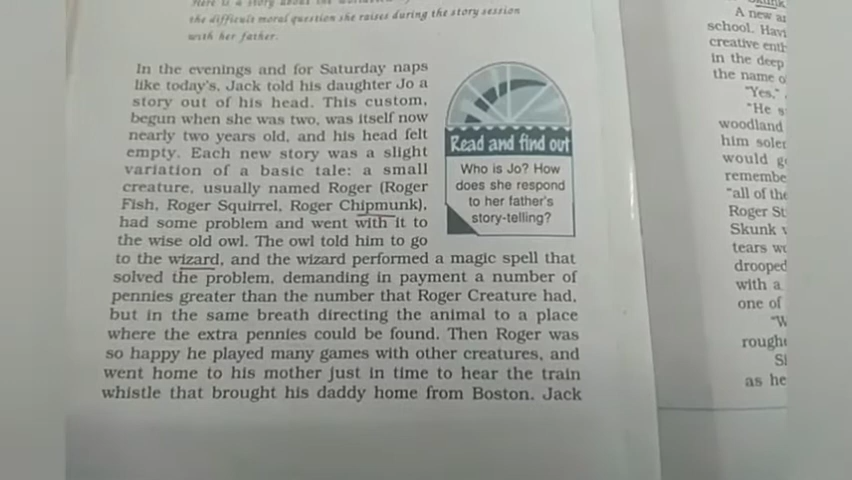 Here is a story about the
the difficult moral question she raises during the story session
with her father.
In the evenings and for Saturday naps
like today's, Jack told his daughter Jo a
story out of his head. This custom,
begun when she was two, was itself now
nearly two years old, and his head felt
empty. Each new story was a slight
variation of a basic tale: a small
creature, usually named Roger (Roger
Fish, Roger Squirrel, Roger Chipmunk),
had some problem and went with it to
the wise old owl. The owl told him to go
to the wizard, and the wizard performed a magic spell that
solved the problem, demanding in payment a number of
pennies greater than the number that Roger Creature had,
but in the same breath directing the animal to a place
where the extra pennies could be found. Then Roger was
so happy he played many games with other creatures, and
went home to his mother just in time to hear the train
whistle that brought his daddy home from Boston. Jack
Read and find out
Who is Jo? How
does she respond
to her father's
story-telling?
Skunk
A new
school. Havi
creative enth
in the deep
the name o
"Yes,"
"He s
woodland
him soler
would g
remembe
"all of the
Roger St
Skunk
tears w
drooped
with a
one of
"W
roughe
S
as he